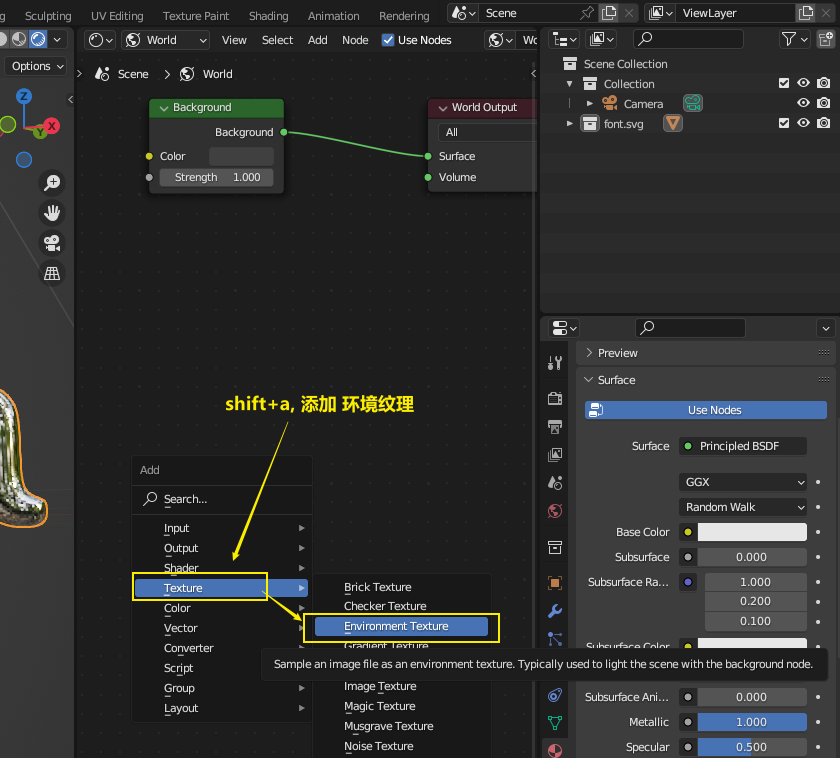 Sculpting UV Editing Texture Paint Shading Animation Rendering Scene ViewLayer
World View Select Add Node Use Nodes
Options
Scene World
Background
Background
Color
Strength 1.000
World Output
All
Surface
Volume
Z
X
Y
Scene Collection
Collection
Camera
font.svg
shift+a, 添加 环境纹理
Add
Search...
Input
Output
Shader
Texture
Color
Vector
Converter
Script
Group
Layout
Brick Texture
Checker Texture
Environment Texture
Gradient Texture
Sample an image file as an environment texture. Typically used to light the scene with the background node.
Image Texture
Magic Texture
Musgrave Texture
Noise Texture
Preview
Surface
Use Nodes
Surface Principled BSDF
GGX
Random Walk
Base Color
Subsurface 0.000
Subsurface Ra... 1.000
0.200
0.100
Subsurface Color
Subsurface Ani... 0.000
Metallic 1.000
Specular 0.500